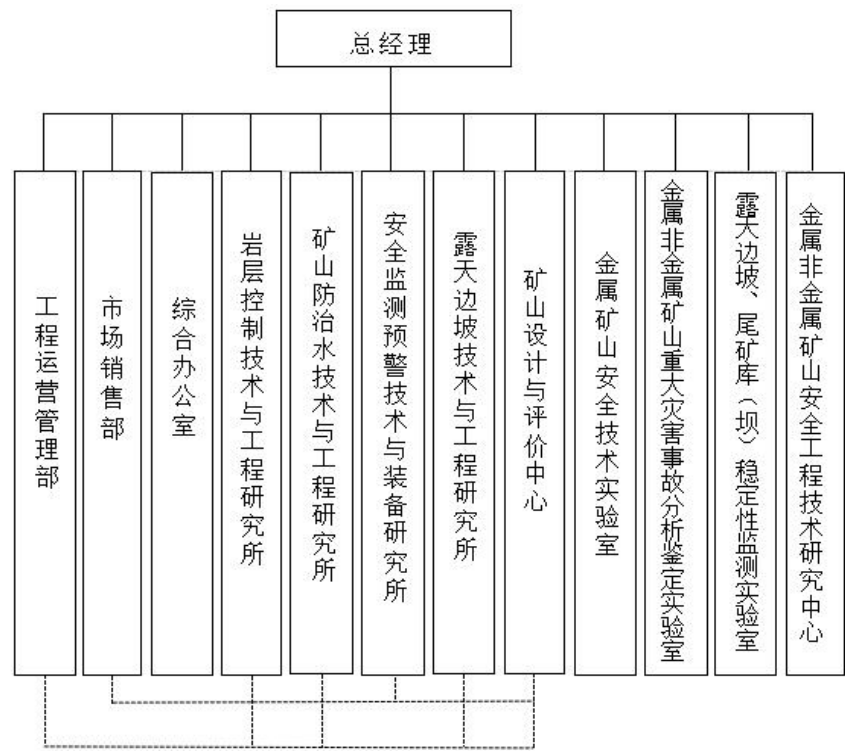 总经理
工程运营管理部
市场销售部
综合办公室
岩层控制技术与工程研究所
矿山防治水技术与工程研究所
安全监测预警技术与装备研究所
露天边坡技术与工程研究所
矿山设计与评价中心
金属矿山安全技术实验室
金属非金属矿山重大灾害事故分析鉴定实验室
露天边坡、尾矿库（坝）稳定性监测实验室
金属非金属矿山安全工程技术研究中心